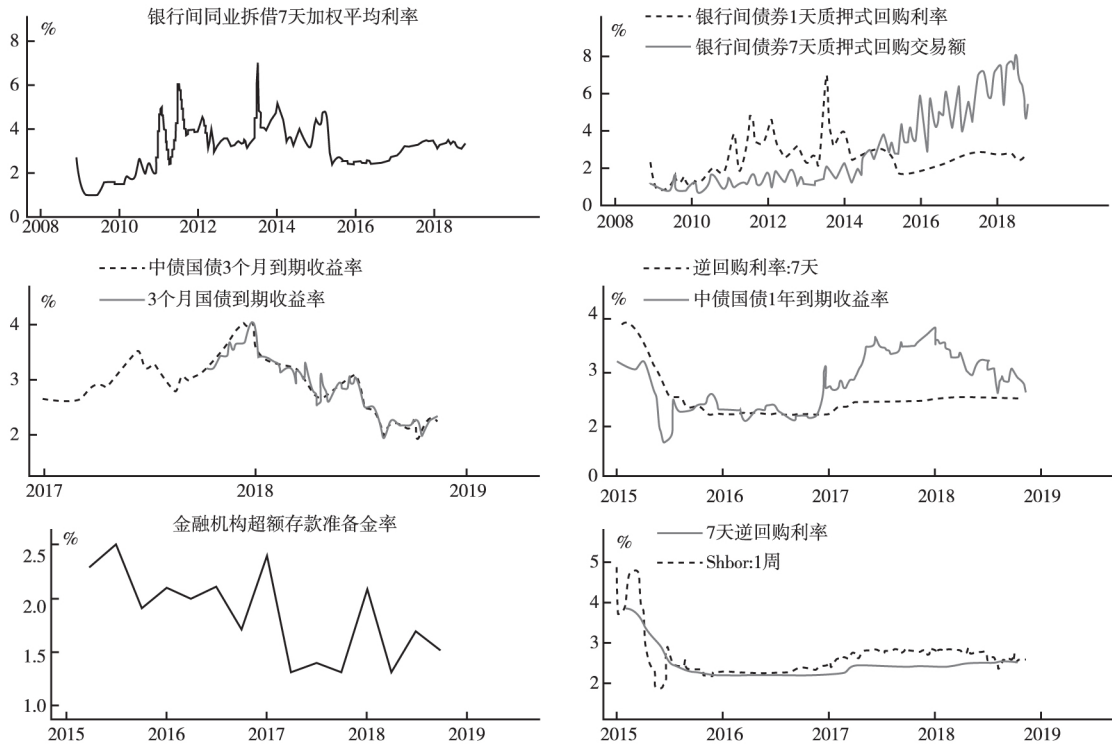 银行间同业拆借7天加权平均利率
%
8
6
4
2
0
2008 2010 2012 2014 2016 2018
银行间债券1天质押式回购利率
银行间债券7天质押式回购交易额
%
8
6
4
2
0
2008 2010 2012 2014 2016 2018
中债国债3个月到期收益率
3个月国债到期收益率
%
4
3
2
2017 2018 2019
逆回购利率:7天
中债国债1年到期收益率
%
4
3
2
0
2015 2016 2017 2018 2019
金融机构超额存款准备金率
%
2.5
2.0
1.5
1.0
2015 2016 2017 2018 2019
7天逆回购利率
Shbor:1周
%
5
4
3
2
2015 2016 2017 2018 2019